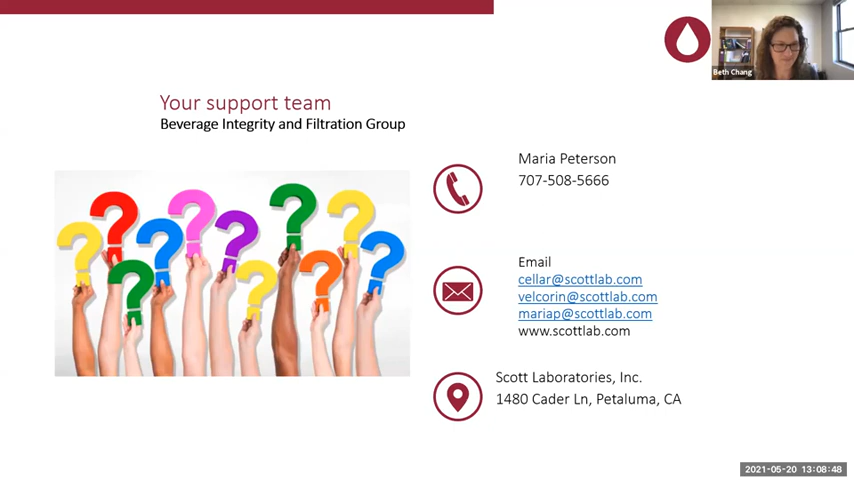 Beth Chang
Your support team
Beverage Integrity and Filtration Group
? ? ? ? ? ? ? ? ? ? ?
Maria Peterson
707-508-5666
Email
cellar@scottlab.com
velcorin@scottlab.com
mariap@scottlab.com
www.scottlab.com
Scott Laboratories, Inc.
1480 Cader Ln, Petaluma, CA
2021-05-20 13:08:48